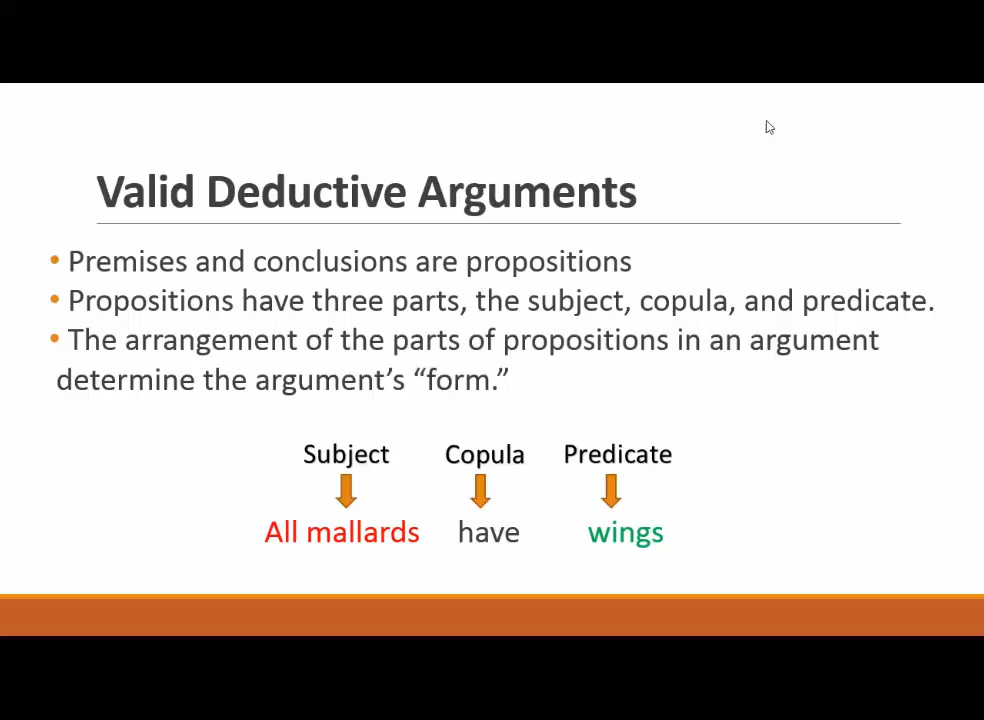 Valid Deductive Arguments
• Premises and conclusions are propositions
• Propositions have three parts, the subject, copula, and predicate.
• The arrangement of the parts of propositions in an argument
determine the argument’s “form.”
Subject Copula Predicate
All mallards have wings